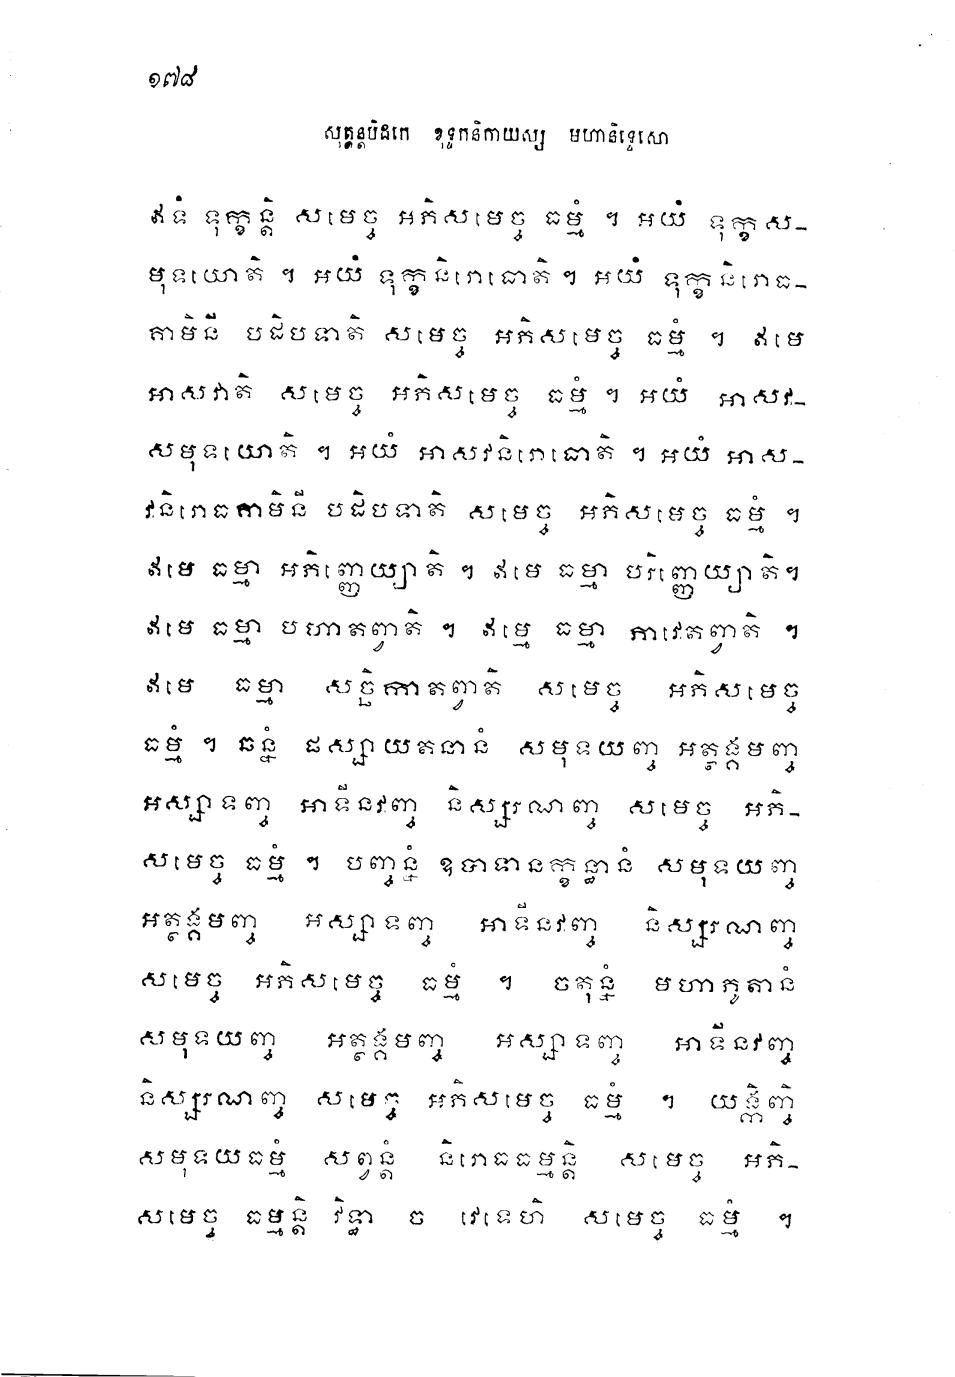 ១៧៨
សុត្តន្តបិដកេ ខុទ្ទកនិកាយស្ស មហានិទ្ទេសោ
ឥទំ ទុក្ខន្តិ សមេច្ច អភិសមេច្ច ធម្មំ ។ អយំ ទុក្ខស-
មុទយោតិ ។ អយំ ទុក្ខនិរោធោតិ ។ អយំ ទុក្ខនិរោធ-
គាមិនី បដិបទាតិ សមេច្ច អភិសមេច្ច ធម្មំ ។ ឥមេ
អាសវាតិ សមេច្ច អភិសមេច្ច ធម្មំ ។ អយំ អាសវ-
សមុទយោតិ ។ អយំ អាសវនិរោធោតិ ។ អយំ អាស-
វនិរោធគាមិនី បដិបទាតិ សមេច្ច អភិសមេច្ច ធម្មំ ។
ឥមេ ធម្មា អភិញ្ញេយ្យាតិ ។ ឥមេ ធម្មា បរិញ្ញេយ្យាតិ។
ឥមេ ធម្មា បហាតព្វាតិ ។ ឥម្មេ ធម្មា ភាវេតព្វាតិ ។
ឥមេ ធម្មា សច្ឆិកាតព្វាតិ សមេច្ច អភិសមេច្ច
ធម្មំ ។ ឆន្នំ ផស្សាយតនានំ សមុទយញ្ច អត្ថង្គមញ្ច
អស្សាទញ្ច អាទីនវញ្ច និស្សរណញ្ច សមេច្ច អភិ-
សមេច្ច ធម្មំ ។ បញ្ចន្នំ ឧបាទានក្ខន្ធានំ សមុទយញ្ច
អត្ថង្គមញ្ច អស្សាទញ្ច អាទីនវញ្ច និស្សរណញ្ច
សមេច្ច អភិសមេច្ច ធម្មំ ។ ចតុន្នំ មហាភូតានំ
សមុទយញ្ច អត្ថង្គមញ្ច អស្សាទញ្ច អាទីនវញ្ច
និស្សរណញ្ច សមេច្ច អភិសមេច្ច ធម្មំ ។ យង្កិញ្ចិ
សមុទយធម្មំ សព្វន្តំ និរោធធម្មន្តិ សមេច្ច អភិ-
សមេច្ច ធម្មន្តិ វិទ្ធា ច វេទេហិ សមេច្ច ធម្មំ ។